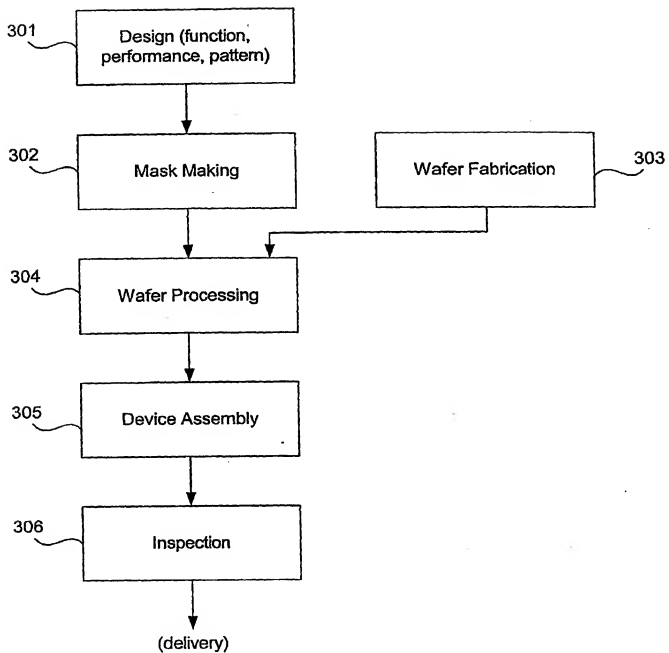 301
Design (function,
performance, pattern)
302
Mask Making
Wafer Fabrication
303
304
Wafer Processing
305
Device Assembly
306
Inspection
(delivery)